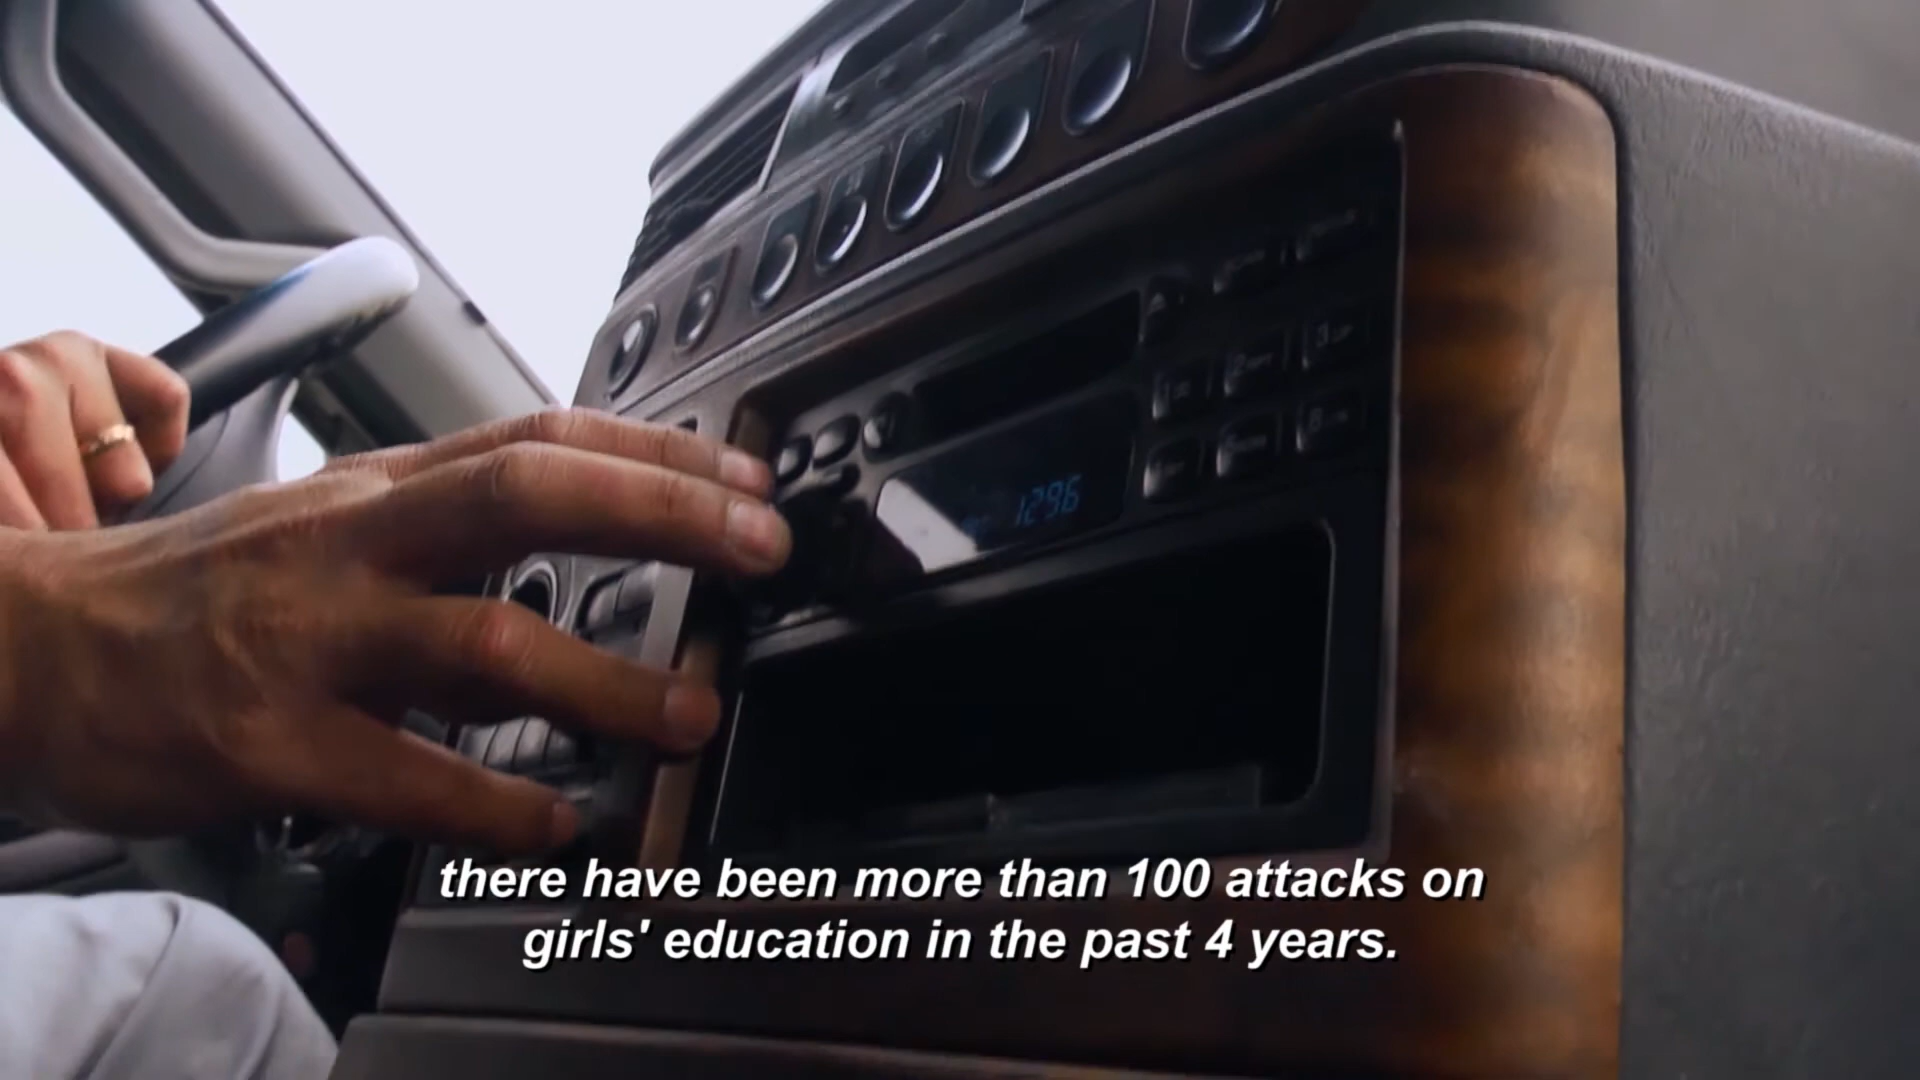 1296
there have been more than 100 attacks on
girls' education in the past 4 years.